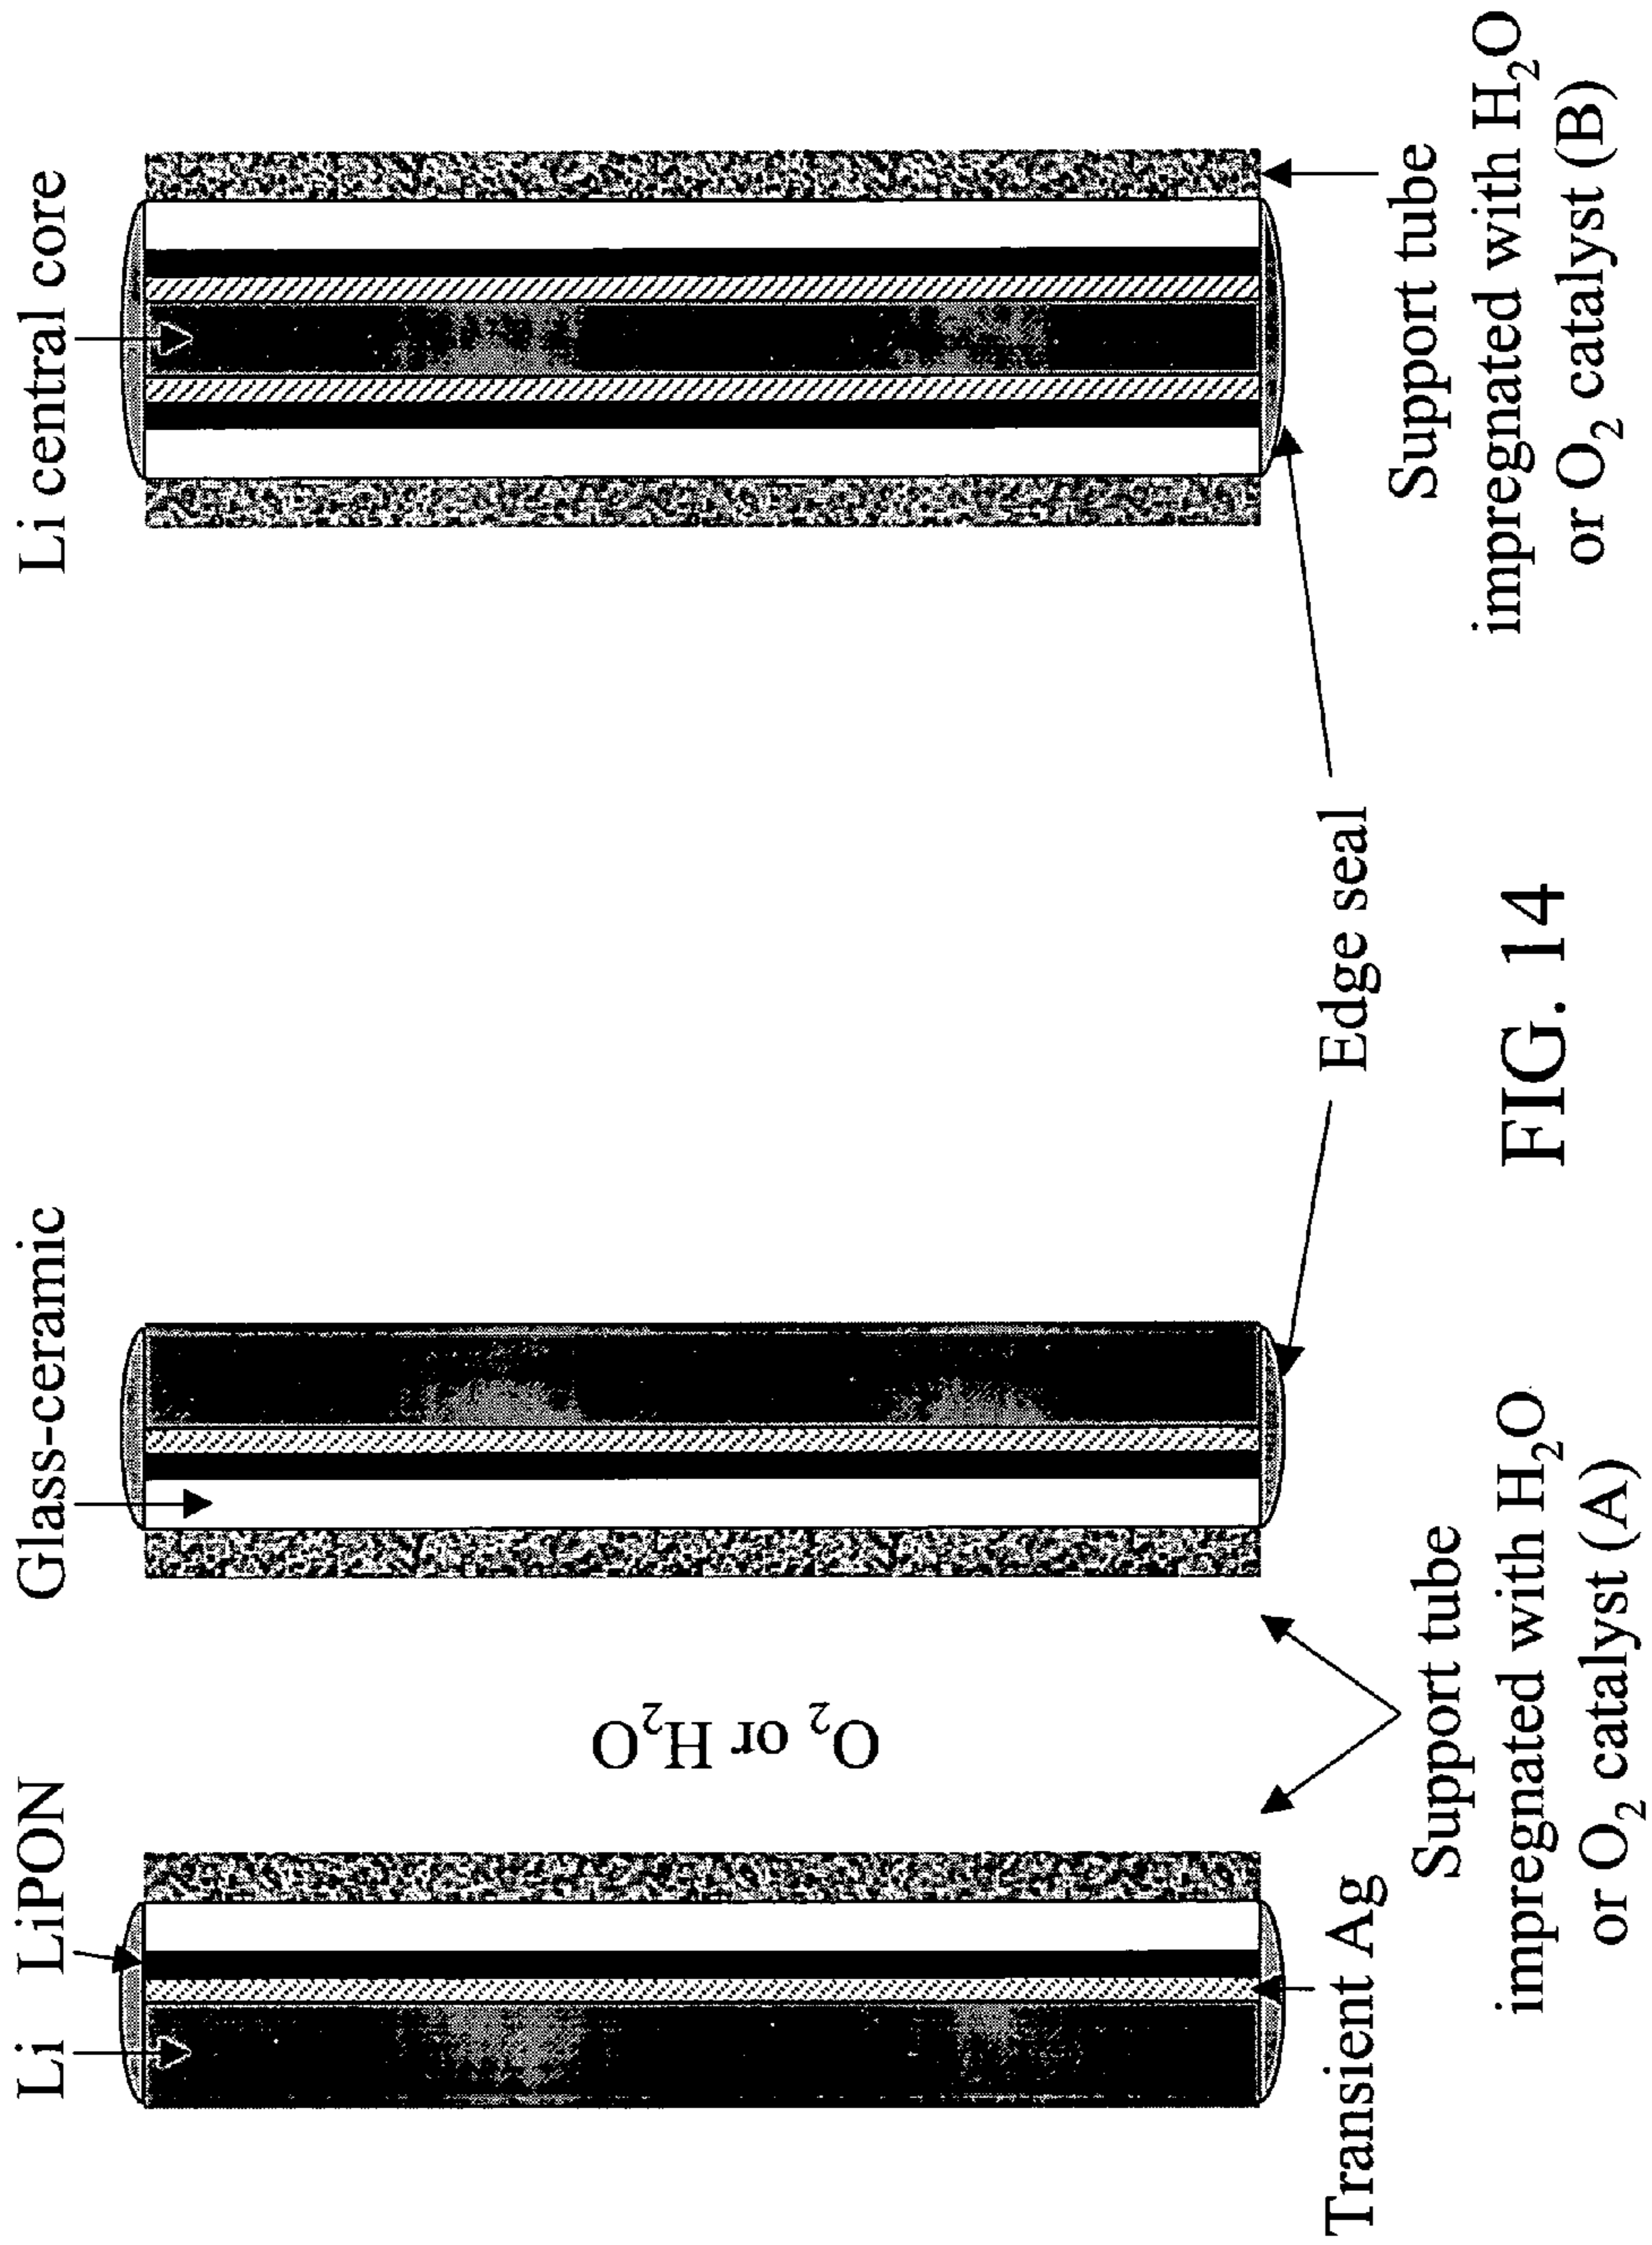 Li
LiPON
Glass-ceramic
Li central core
O₂ or H₂O
Transient Ag
Edge seal
Support tube
impregnated with H₂O
or O₂ catalyst (A)
Support tube
impregnated with H₂O
or O₂ catalyst (B)
FIG. 14